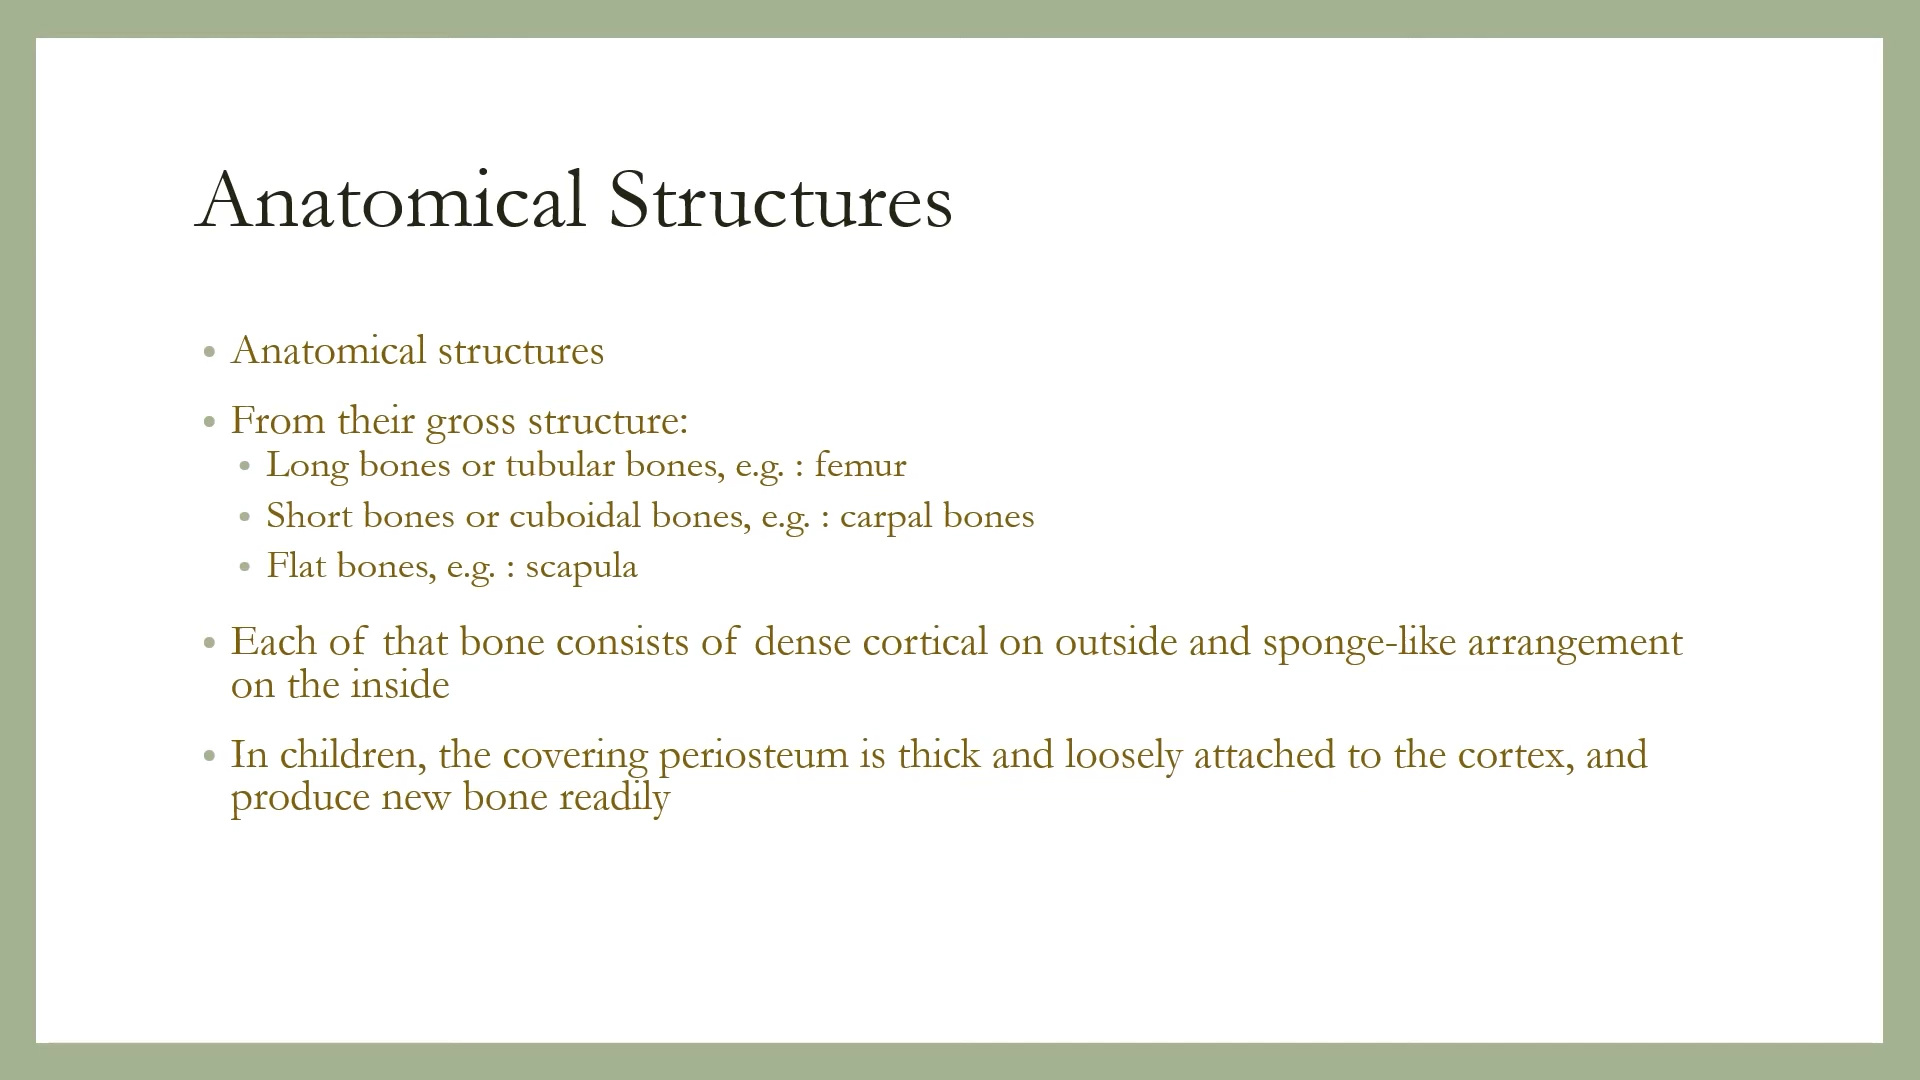 Anatomical Structures
• Anatomical structures
• From their gross structure:
• Long bones or tubular bones, e.g. : femur
• Short bones or cuboidal bones, e.g. : carpal bones
• Flat bones, e.g. : scapula
• Each of that bone consists of dense cortical on outside and sponge-like arrangement
on the inside
• In children, the covering periosteum is thick and loosely attached to the cortex, and
produce new bone readily